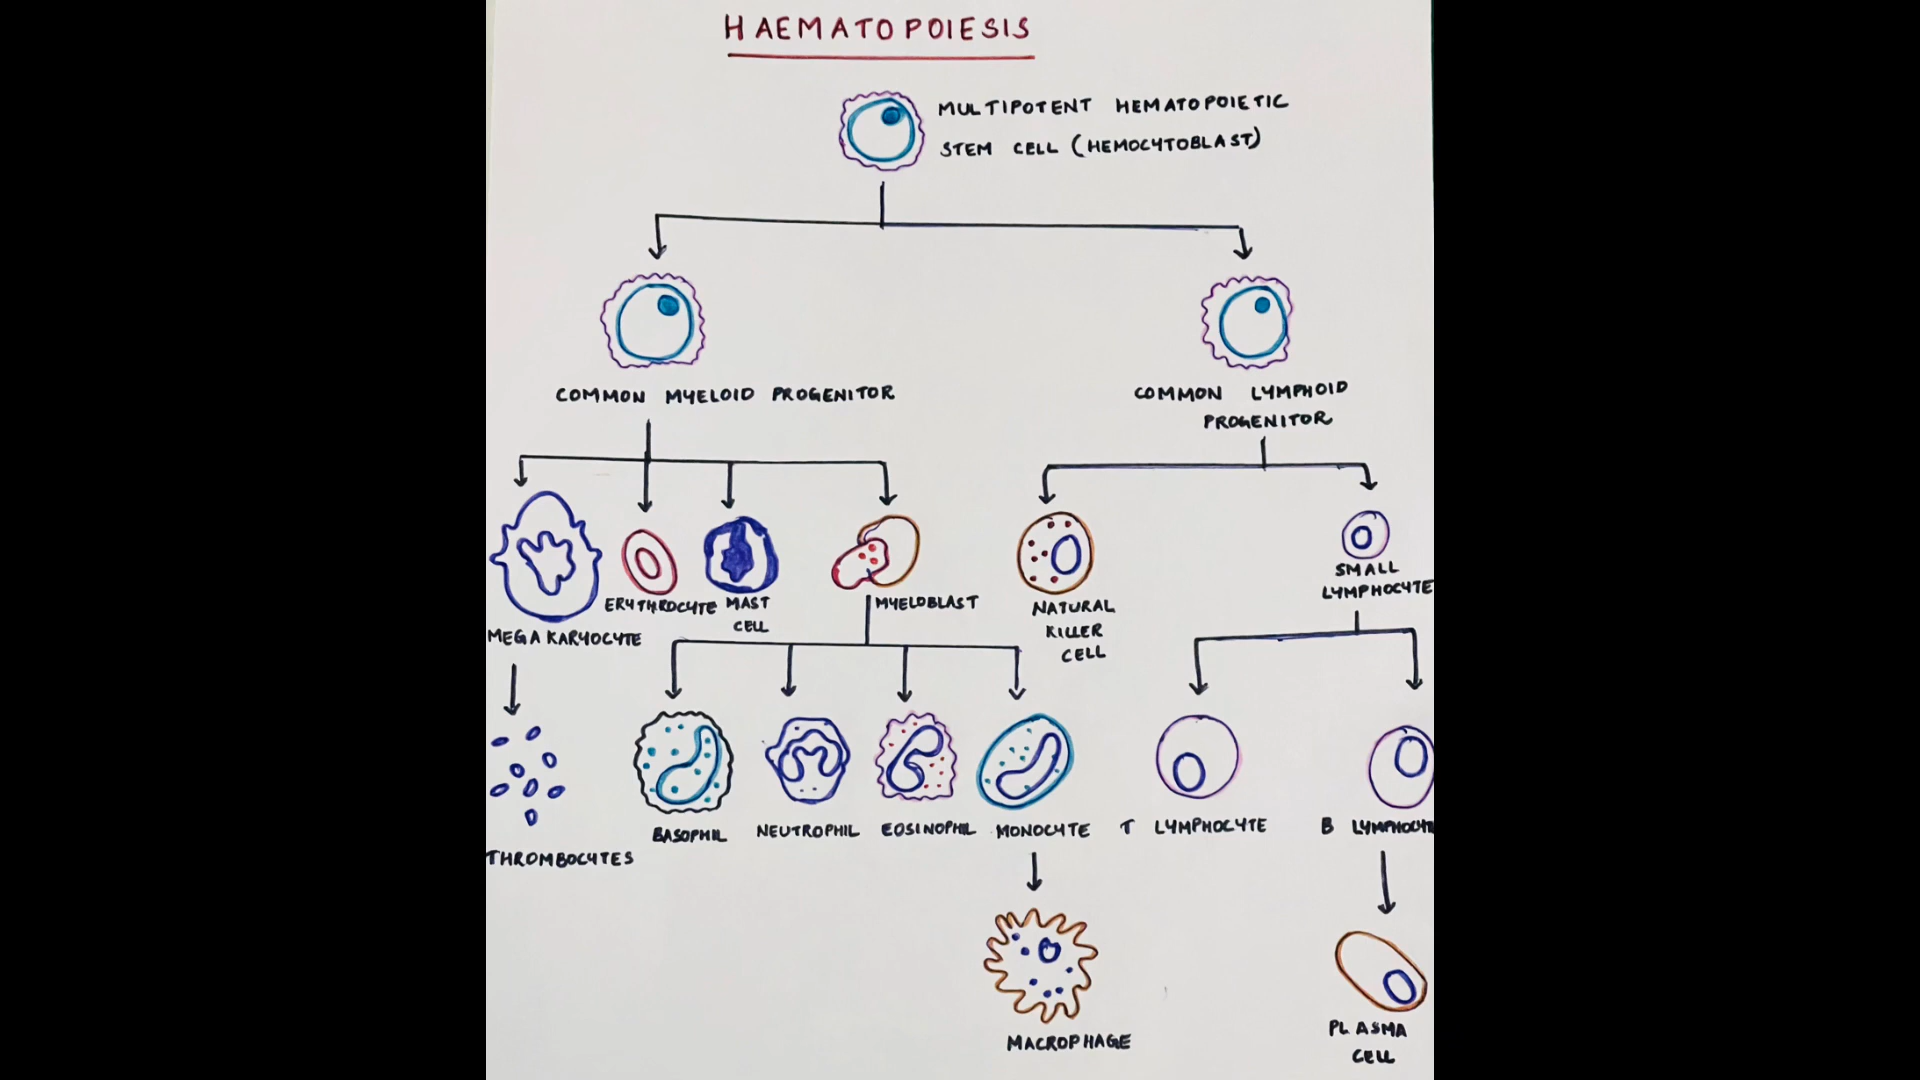 HAEMATOPOIESIS
MULTIPOTENT HEMATOPOIETIC
STEM CELL (HEMOCYTOBLAST)
COMMON MYELOID PROGENITOR
COMMON LYMPHOID
PROGENITOR
MEGAKARYOCYTE
ERYTHROCYTE
MAST
CELL
MYELOBLAST
NATURAL
KILLER
CELL
SMALL
LYMPHOCYTE
THROMBOCYTES
BASOPHIL
NEUTROPHIL
EOSINOPHIL
MONOCYTE
T LYMPHOCYTE
B LYMPHOCYT
MACROPHAGE
PLASMA
CELL